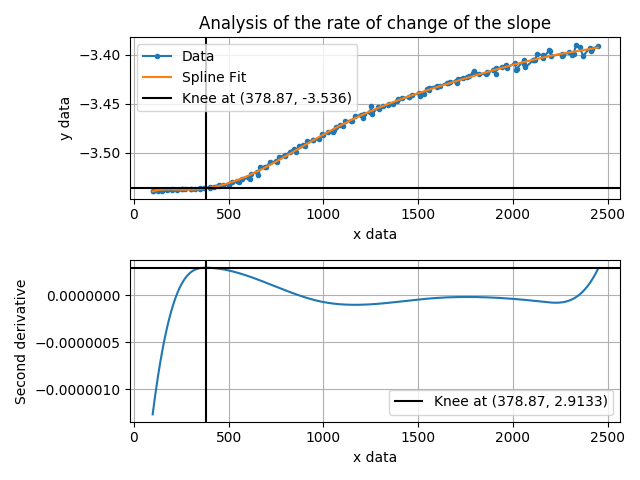 Analysis of the rate of change of the slope
Data
Spline Fit
Knee at (378.87, -3.536)
−3.40
−3.45
−3.50
y data
0 500 1000 1500 2000 2500
x data
0.0000000
−0.0000005
−0.0000010
Second derivative
Knee at (378.87, 2.9133)
0 500 1000 1500 2000 2500
x data